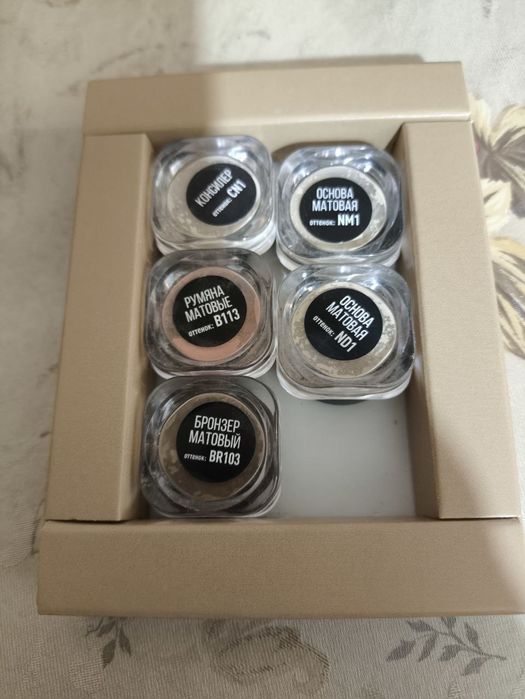 КОНСИЛЕР
ОТТЕНОК: CN1
ОСНОВА
МАТОВАЯ
ОТТЕНОК: NM1
РУМЯНА
МАТОВЫЕ
ОТТЕНОК: B113
ОСНОВА
МАТОВАЯ
ОТТЕНОК: ND1
БРОНЗЕР
МАТОВЫЙ
ОТТЕНОК: BR103